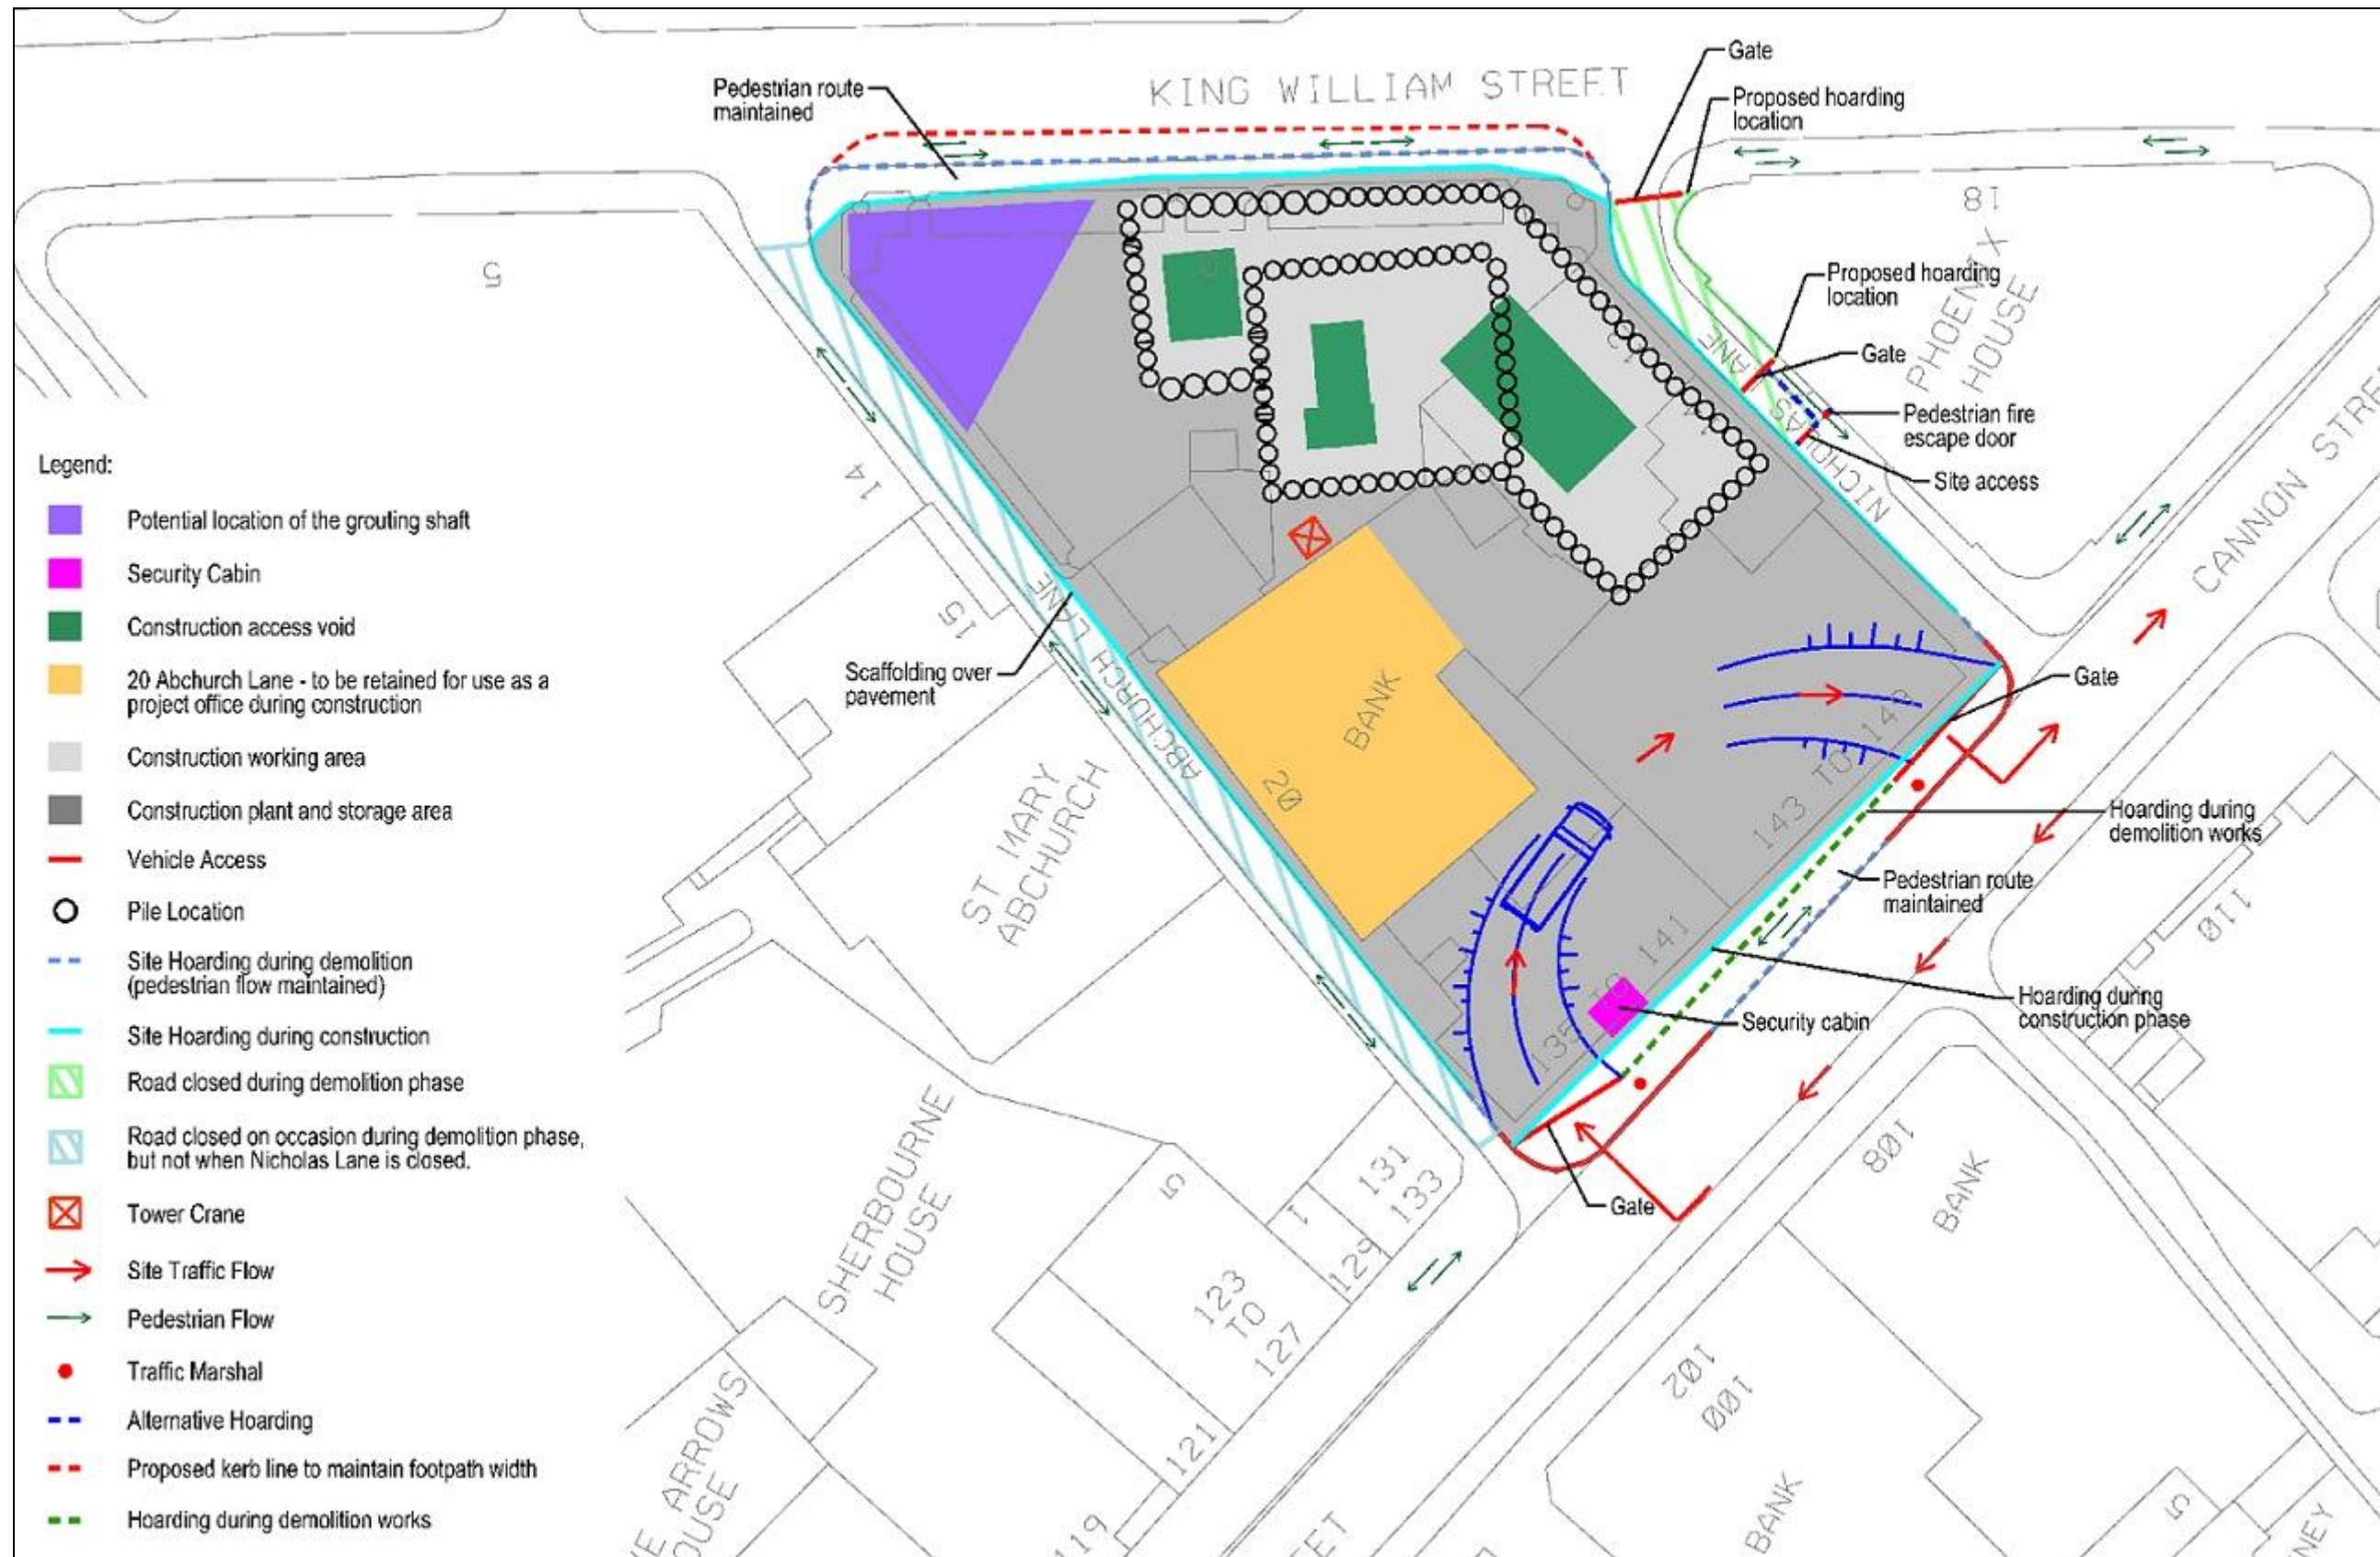 KING WILLIAM STREET
Gate
Pedestrian route
maintained
Proposed hoarding
location
18
PHOENIX
HOUSE
5
Proposed hoarding
location
Gate
Pedestrian fire
escape door
Site access
NICHOLAS LANE
CANNON STRE
14
15
ABCHURCH LANE
Scaffolding over
pavement
BANK
20
Gate
143 TO 149
Hoarding during
demolition works
Pedestrian route
maintained
110
ST MARY
ABCHURCH
135 TO 141
Security cabin
Hoarding during
construction phase
Gate
108
BANK
SHERBOURNE
HOUSE
5
1
131
133
129
123
TO
127
121
119
102
100
BANK
5
NEY
EET
ARROWS
OUSE
Legend:
Potential location of the grouting shaft
Security Cabin
Construction access void
20 Abchurch Lane - to be retained for use as a
project office during construction
Construction working area
Construction plant and storage area
Vehicle Access
Pile Location
Site Hoarding during demolition
(pedestrian flow maintained)
Site Hoarding during construction
Road closed during demolition phase
Road closed on occasion during demolition phase,
but not when Nicholas Lane is closed.
Tower Crane
Site Traffic Flow
Pedestrian Flow
Traffic Marshal
Alternative Hoarding
Proposed kerb line to maintain footpath width
Hoarding during demolition works